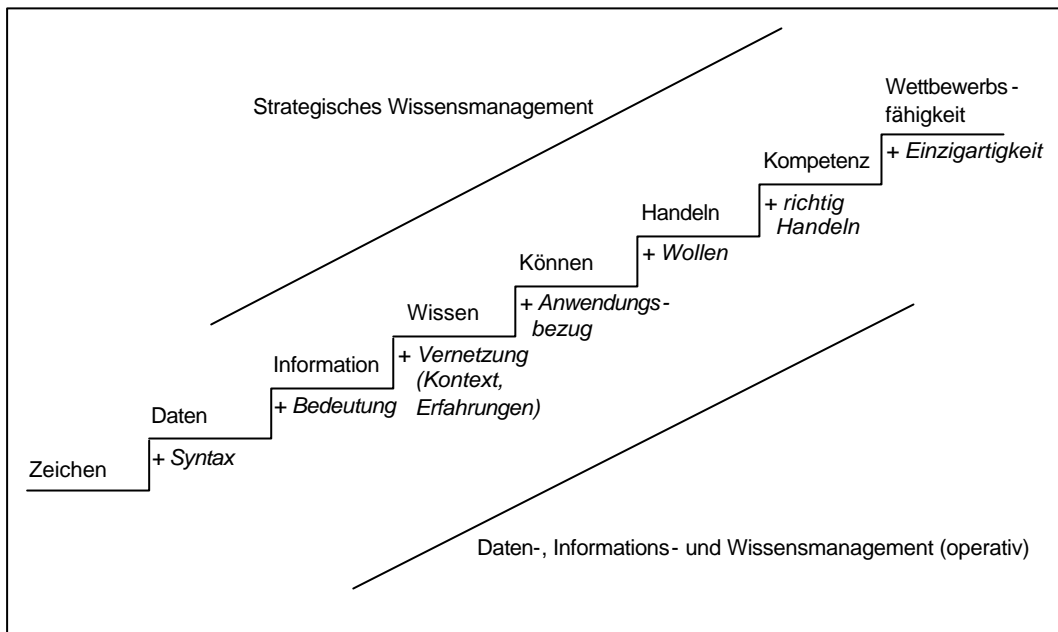 Wettbewerbs-
fähigkeit
Strategisches Wissensmanagement
+ Einzigartigkeit
Kompetenz
+ richtig
Handeln
Handeln
+ Wollen
Können
+ Anwendungs-
bezug
Wissen
+ Vernetzung
(Kontext,
Erfahrungen)
Information
+ Bedeutung
Daten
+ Syntax
Zeichen
Daten-, Informations- und Wissensmanagement (operativ)